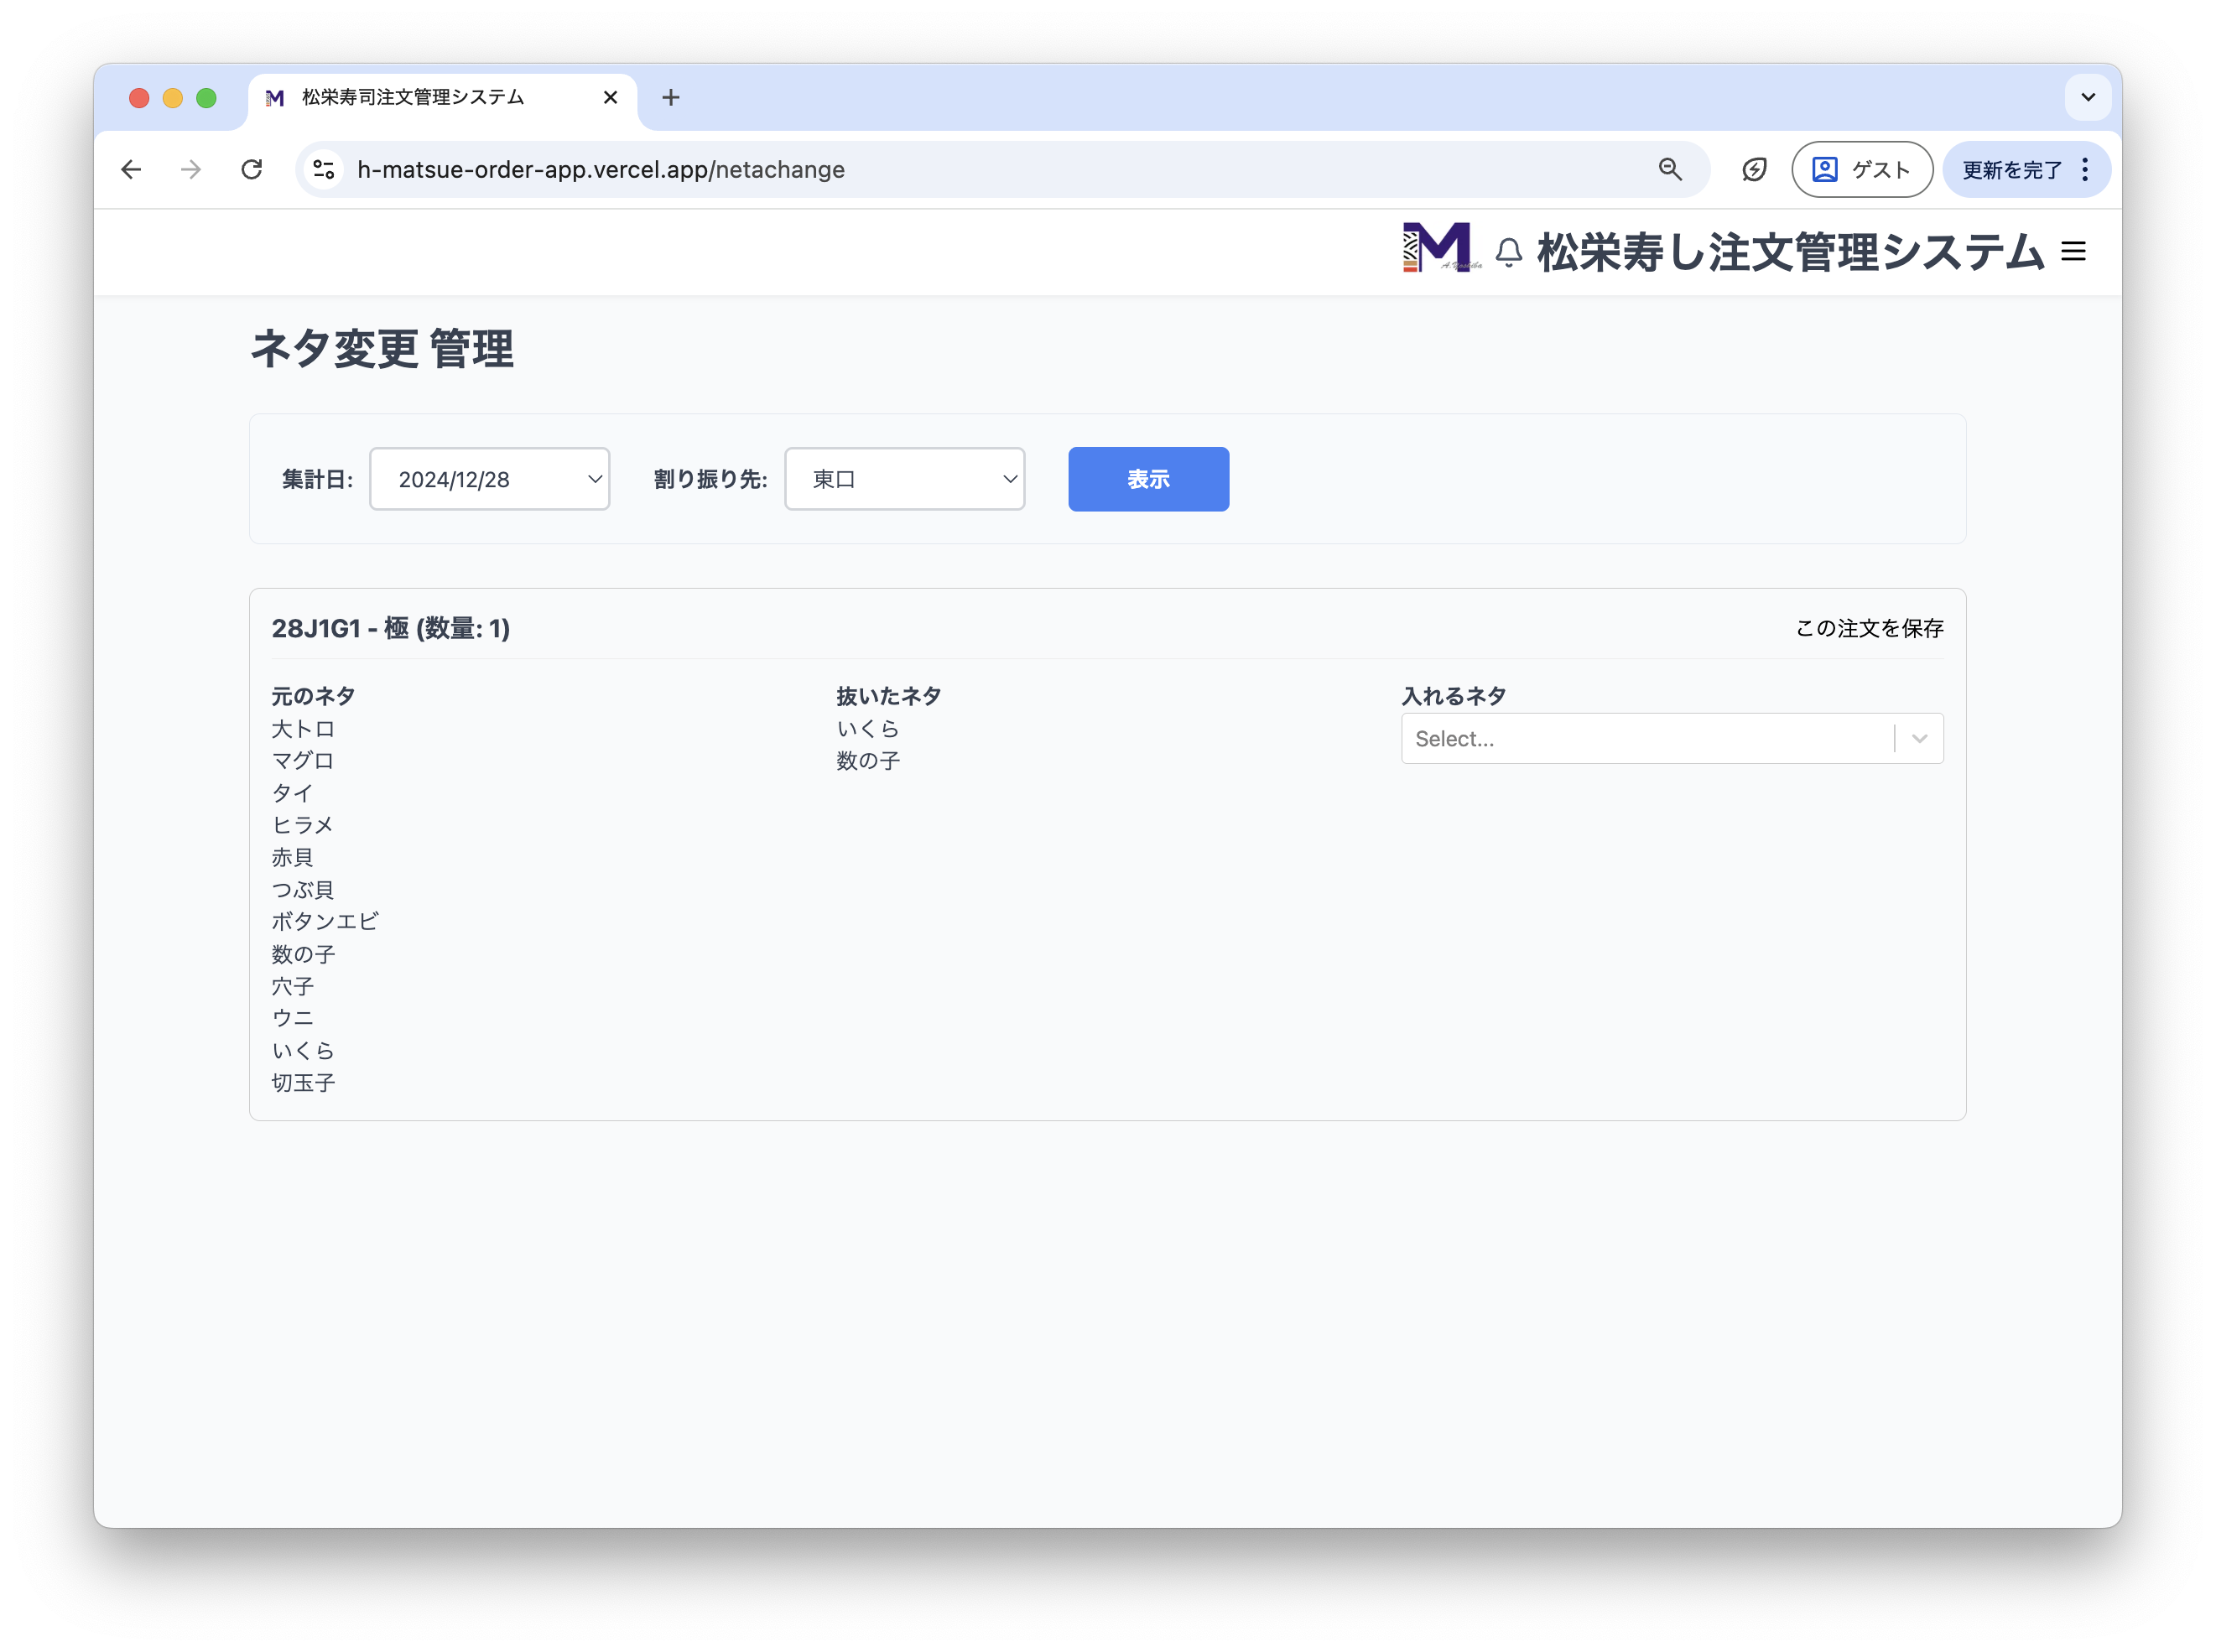 松栄寿司注文管理システム
h-matsue-order-app.vercel.app/netachange
ゲスト
更新を完了
M
A.Yoshiba
松栄寿し注文管理システム
ネタ変更 管理
集計日:
2024/12/28
割り振り先:
東口
表示
28J1G1 - 極 (数量: 1)
この注文を保存
元のネタ
大トロ
マグロ
タイ
ヒラメ
赤貝
つぶ貝
ボタンエビ
数の子
穴子
ウニ
いくら
切玉子
抜いたネタ
いくら
数の子
入れるネタ
Select...